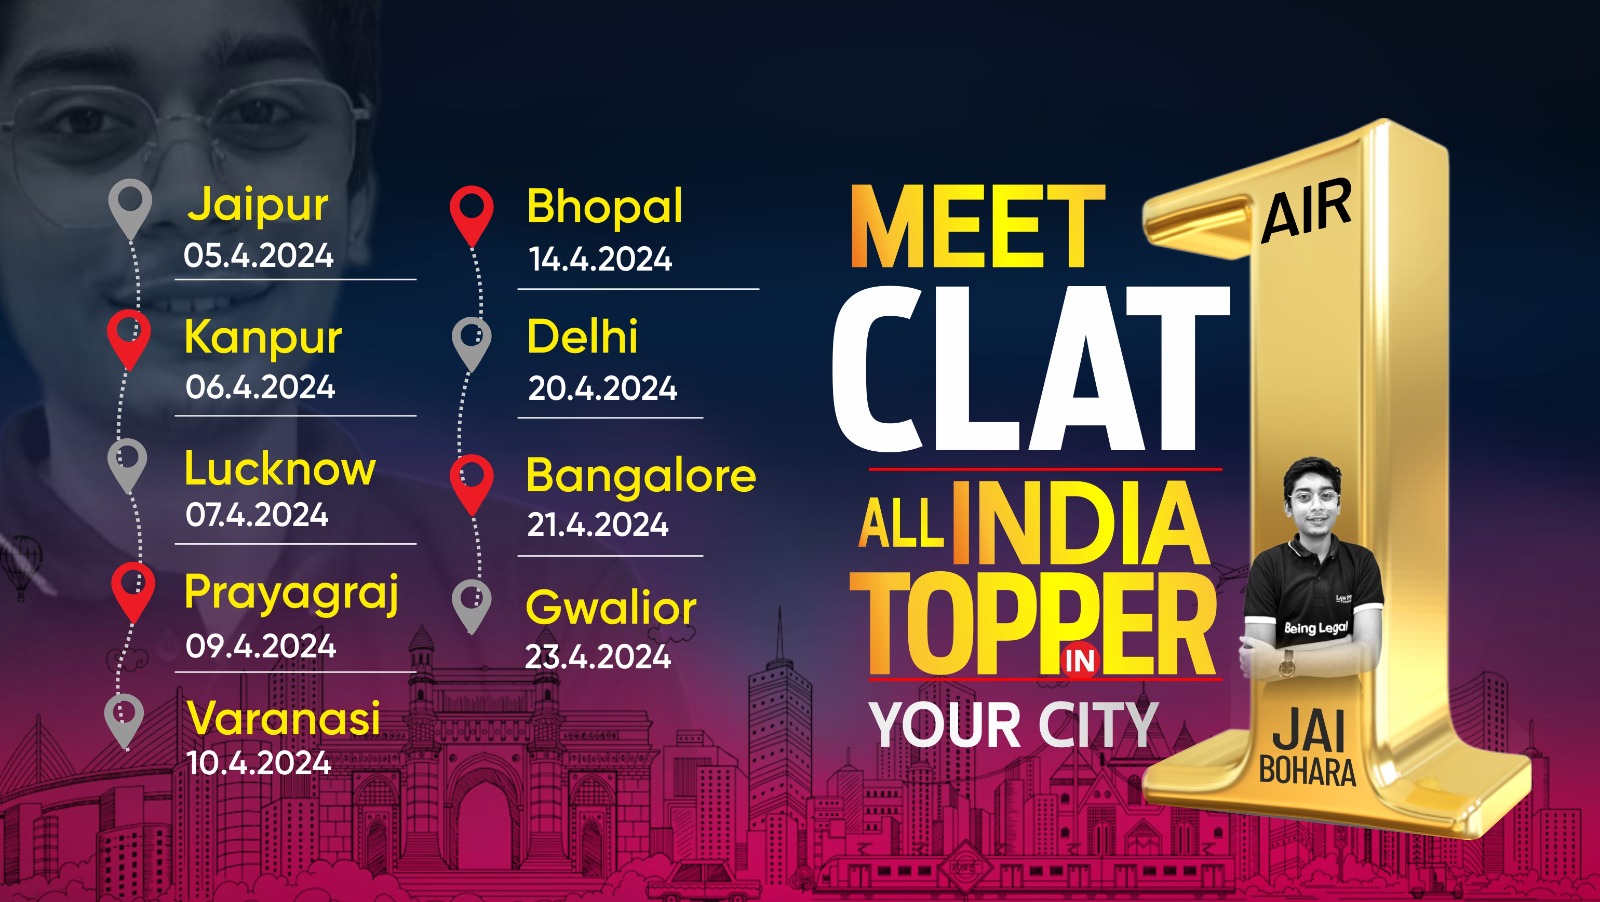 Jaipur
05.4.2024
Kanpur
06.4.2024
Lucknow
07.4.2024
Prayagraj
09.4.2024
Varanasi
10.4.2024
Bhopal
14.4.2024
Delhi
20.4.2024
Bangalore
21.4.2024
Gwalior
23.4.2024
MEET
CLAT
ALL INDIA
TOPPER
IN
YOUR CITY
AIR
Being Legal
JAI
BOHARA